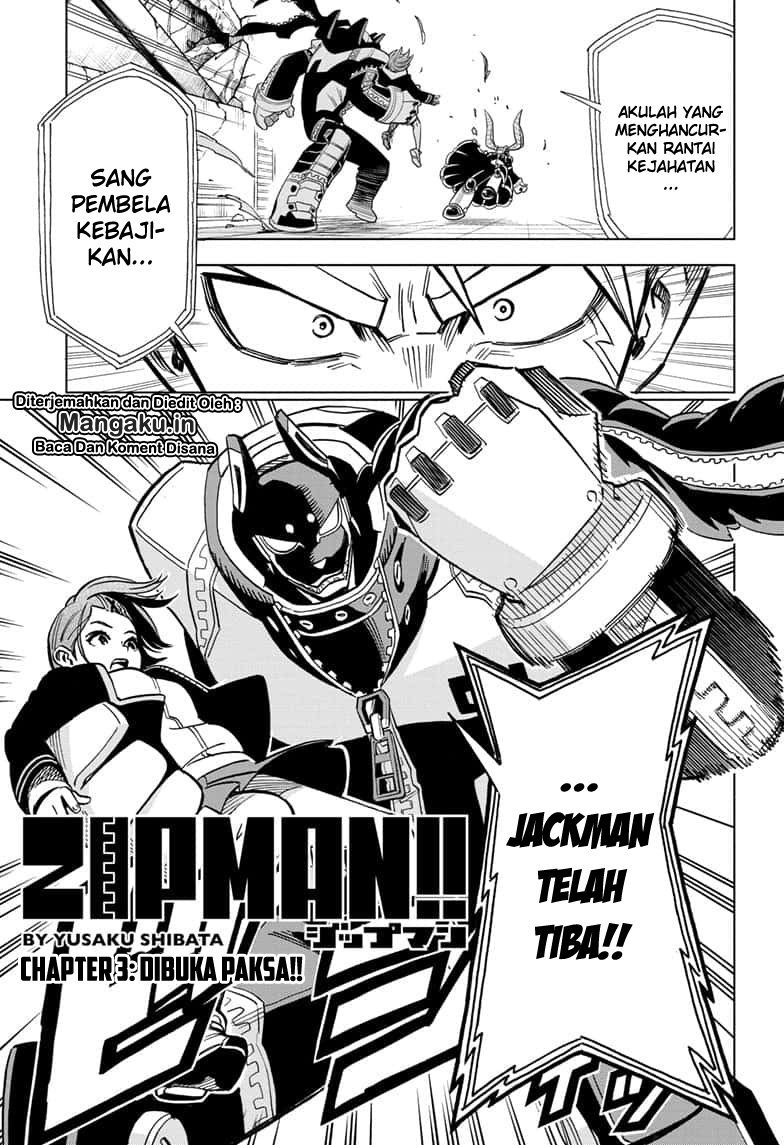 AKULAH YANG
MENGHANCUR-
KAN RANTAI
KEJAHATAN
...
SANG
PEMBELA
KEBAJI-
KAN...
Diterjemahkan dan Diedit Oleh :
Mangaku.in
Baca Dan Koment Disana
...
JACKMAN
TELAH
TIBA!!
ZIPMAN!!
BY YUSAKU SHIBATA
ジップマン
CHAPTER 3: DIBUKA PAKSA!!